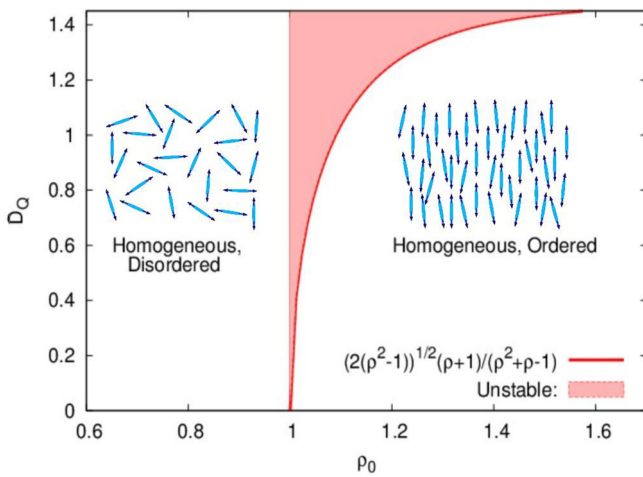 1.4
1.2
1
0.8
0.6
0.4
0.2
0
D_Q
Homogeneous,
Disordered
Homogeneous, Ordered
(2(ρ²-1))^{1/2}(ρ+1)/(ρ²+ρ-1)
Unstable:
0.6 0.8 1 1.2 1.4 1.6
ρ₀